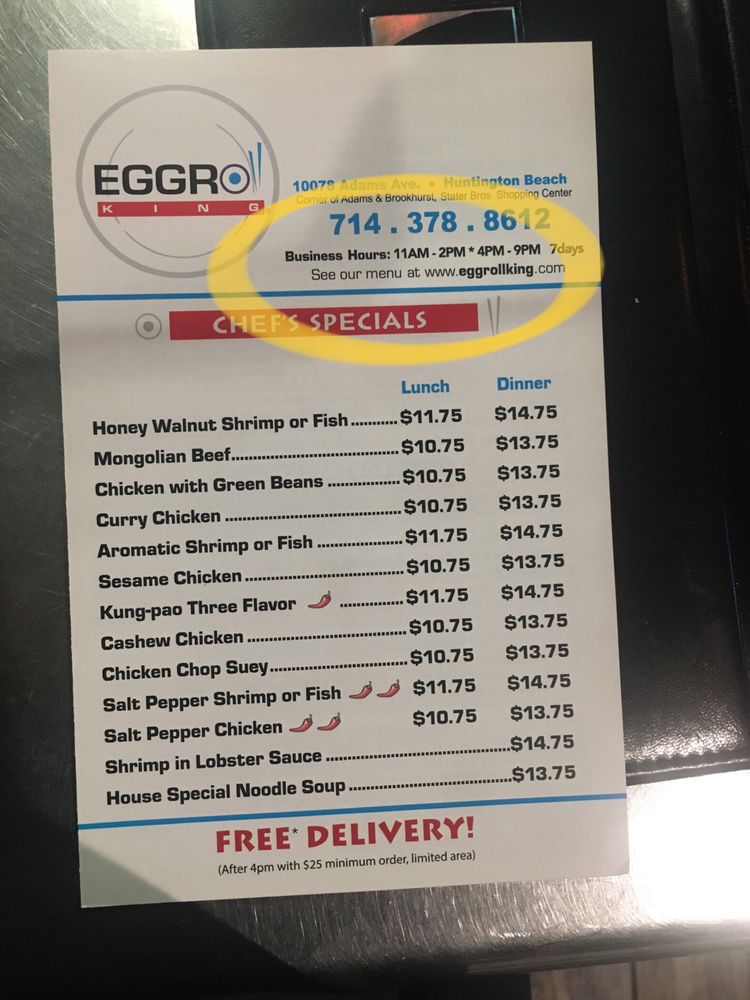 EGGROll
KING
10078 Adams Ave. • Huntington Beach
Corner of Adams & Brookhurst, Stater Bros. Shopping Center
714 . 378 . 8612
Business Hours: 11AM - 2PM * 4PM - 9PM 7days
See our menu at www.eggrollking.com
CHEF'S SPECIALS
Lunch Dinner
Honey Walnut Shrimp or Fish .......... $11.75 $14.75
Mongolian Beef.................................... $10.75 $13.75
Chicken with Green Beans ............... $10.75 $13.75
Curry Chicken ...................................... $10.75 $13.75
Aromatic Shrimp or Fish .................. $11.75 $14.75
Sesame Chicken .................................. $10.75 $13.75
Kung-pao Three Flavor ............. $11.75 $14.75
Cashew Chicken .................................. $10.75 $13.75
Chicken Chop Suey.............................. $10.75 $13.75
Salt Pepper Shrimp or Fish $11.75 $14.75
Salt Pepper Chicken $10.75 $13.75
Shrimp in Lobster Sauce ....................................... $14.75
House Special Noodle Soup ................................... $13.75
FREE* DELIVERY!
(After 4pm with $25 minimum order, limited area)